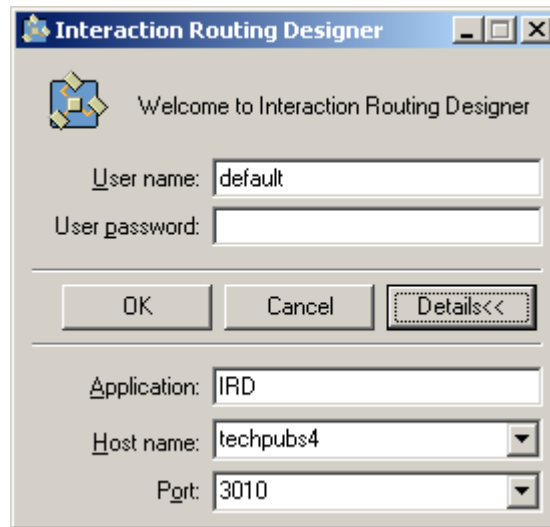 Interaction Routing Designer
Welcome to Interaction Routing Designer
User name: default
User password:
OK Cancel Details<<
Application: IRD
Host name: techpubs4
Port: 3010